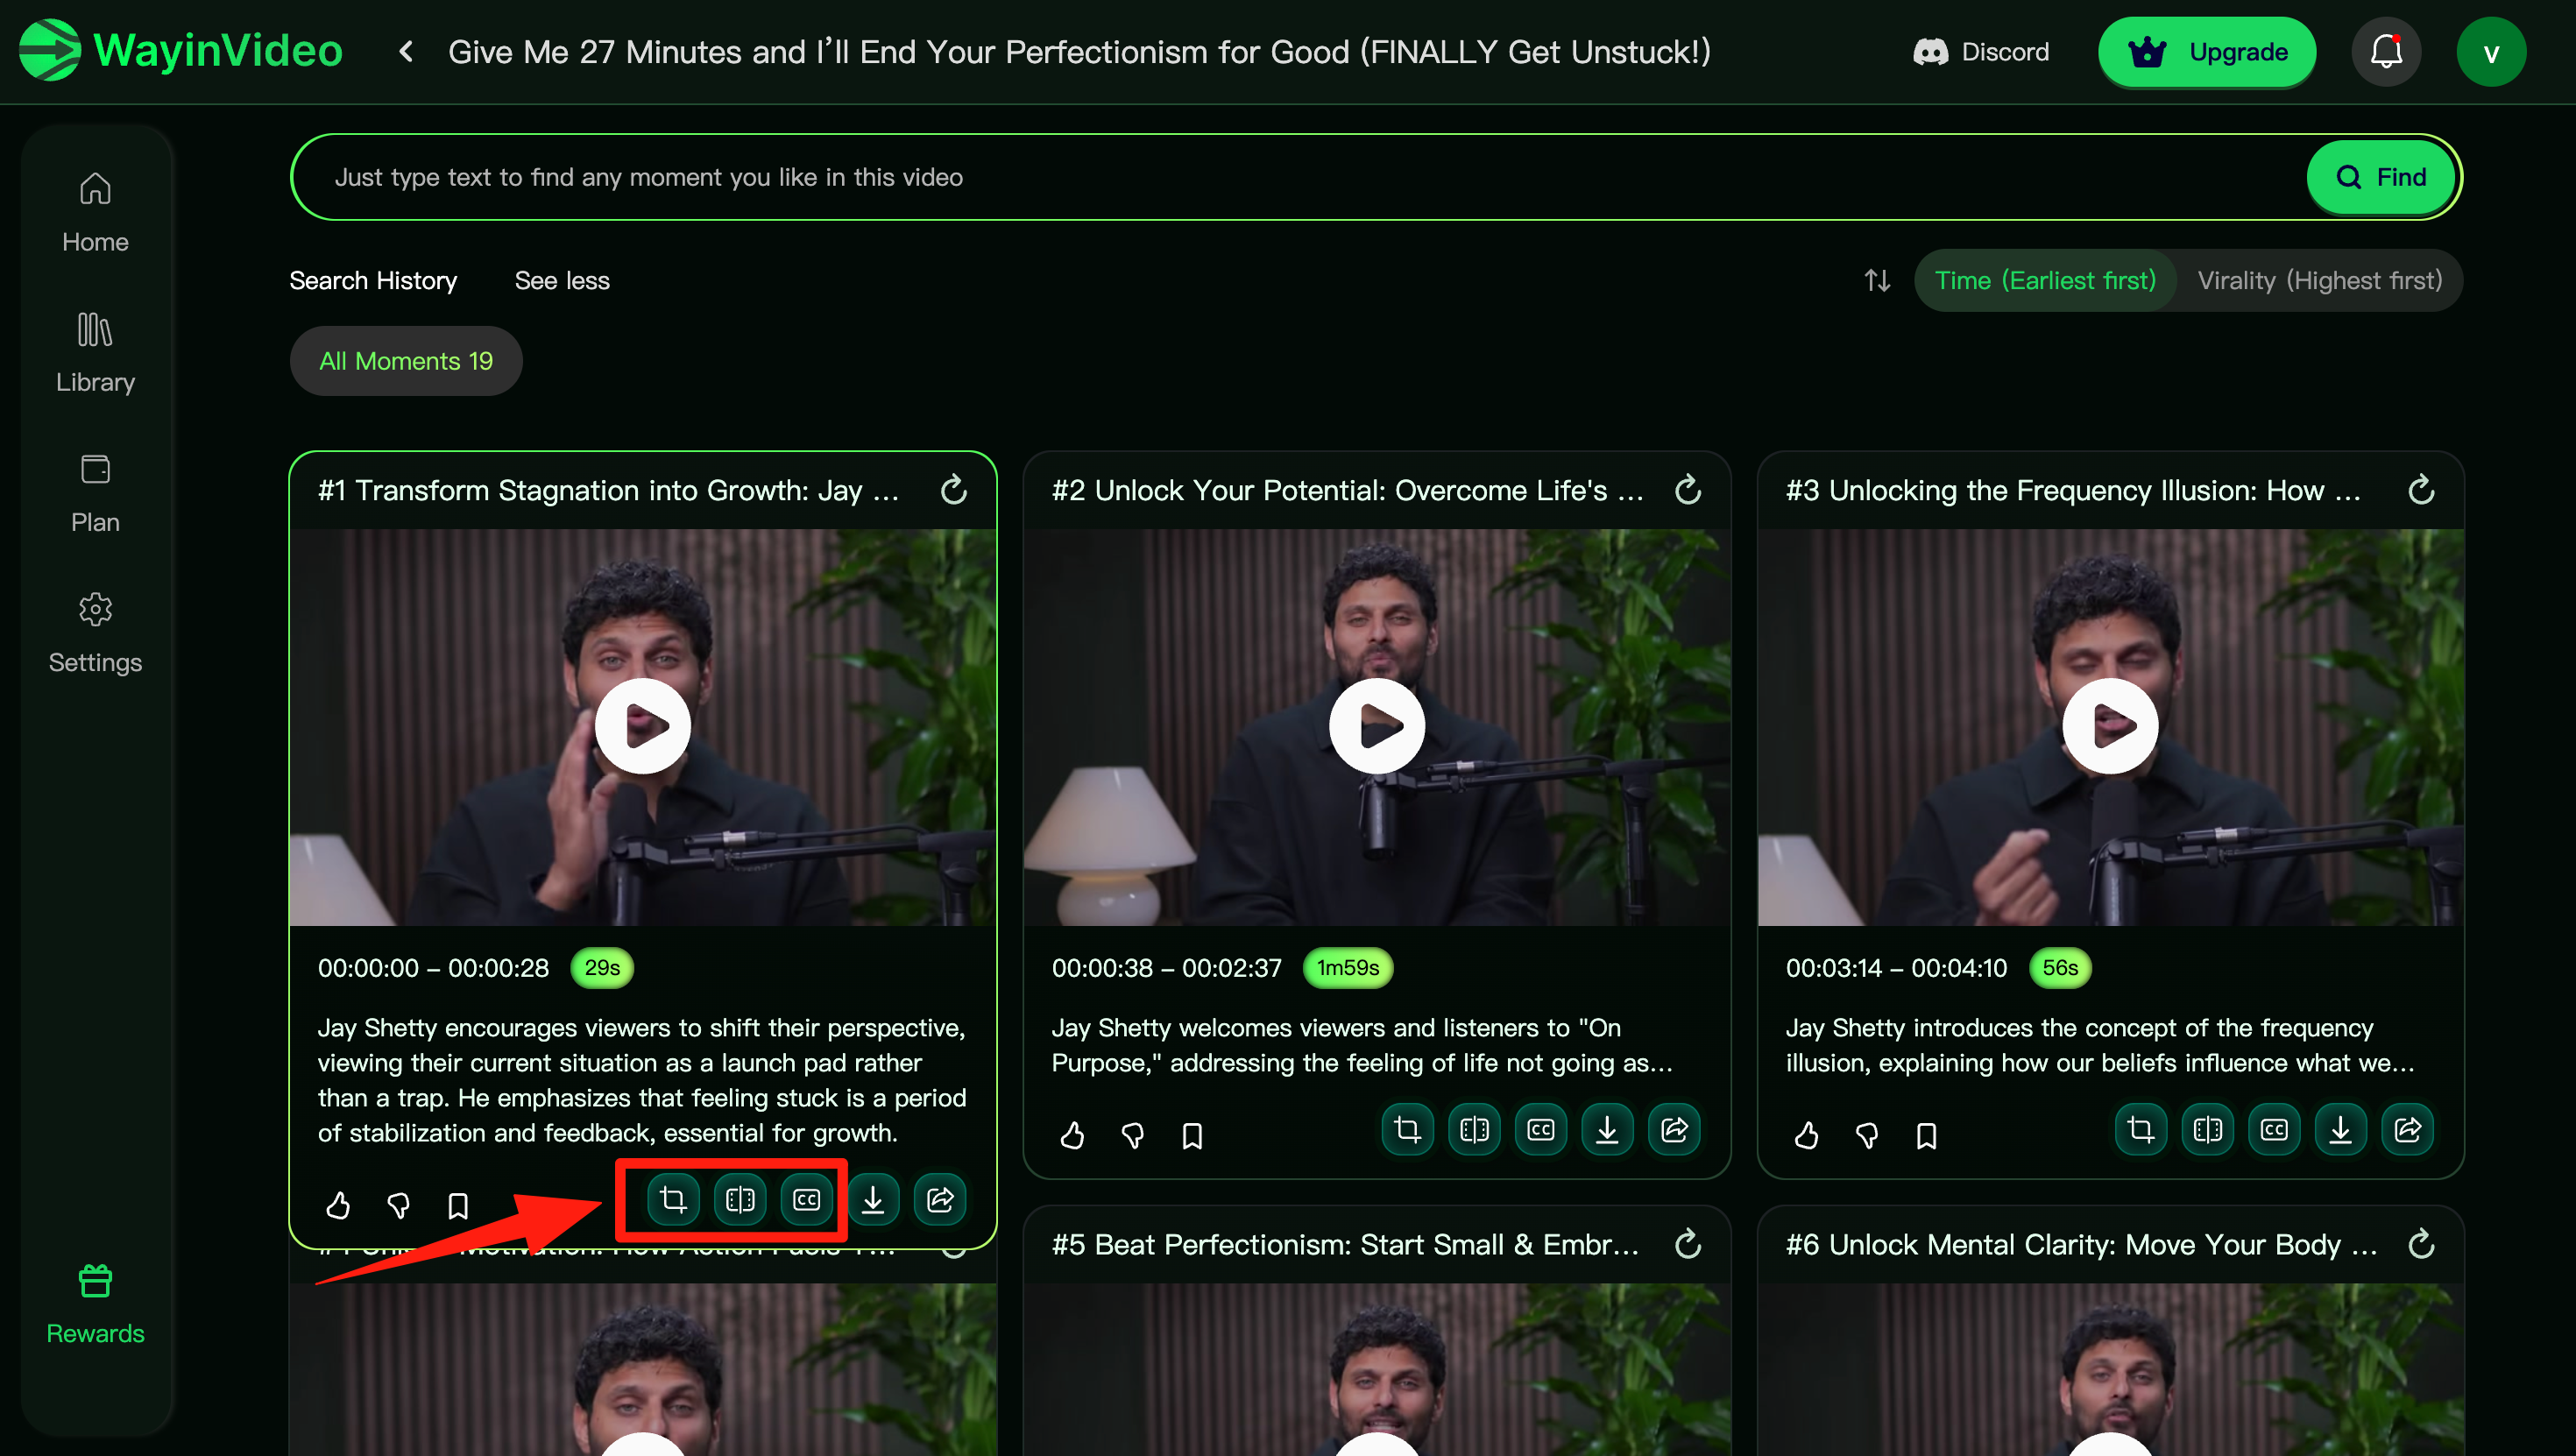 WayinVideo
Give Me 27 Minutes and I’ll End Your Perfectionism for Good (FINALLY Get Unstuck!)
Discord
Upgrade
v
Just type text to find any moment you like in this video
Find
Home
Library
Plan
Settings
Rewards
Search History
See less
Time (Earliest first)
Virality (Highest first)
All Moments 19
#1 Transform Stagnation into Growth: Jay ...
00:00:00 – 00:00:28
29s
Jay Shetty encourages viewers to shift their perspective,
viewing their current situation as a launch pad rather
than a trap. He emphasizes that feeling stuck is a period
of stabilization and feedback, essential for growth.
CC
#2 Unlock Your Potential: Overcome Life's ...
00:00:38 – 00:02:37
1m59s
Jay Shetty welcomes viewers and listeners to "On
Purpose," addressing the feeling of life not going as...
CC
#3 Unlocking the Frequency Illusion: How ...
00:03:14 – 00:04:10
56s
Jay Shetty introduces the concept of the frequency
illusion, explaining how our beliefs influence what we...
CC
#5 Beat Perfectionism: Start Small & Embr...
#6 Unlock Mental Clarity: Move Your Body ...